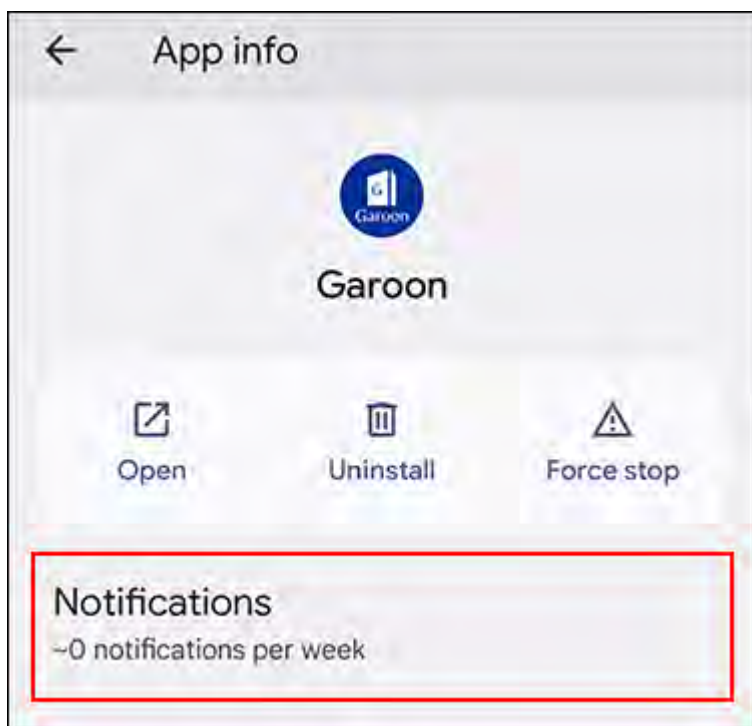 App info
G
Garoon
Garoon
Open
Uninstall
Force stop
Notifications
~0 notifications per week